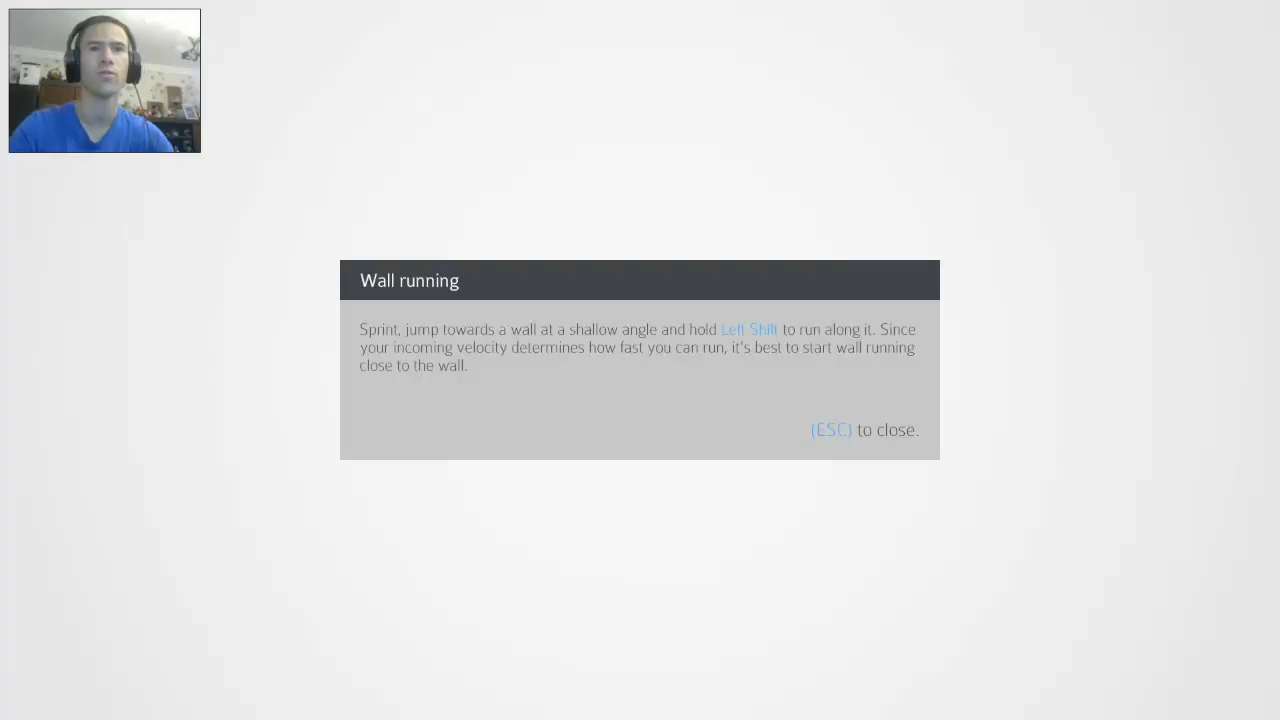 Wall running
Sprint, jump towards a wall at a shallow angle and hold Left Shift to run along it. Since
your incoming velocity determines how fast you can run, it's best to start wall running
close to the wall.
(ESC) to close.